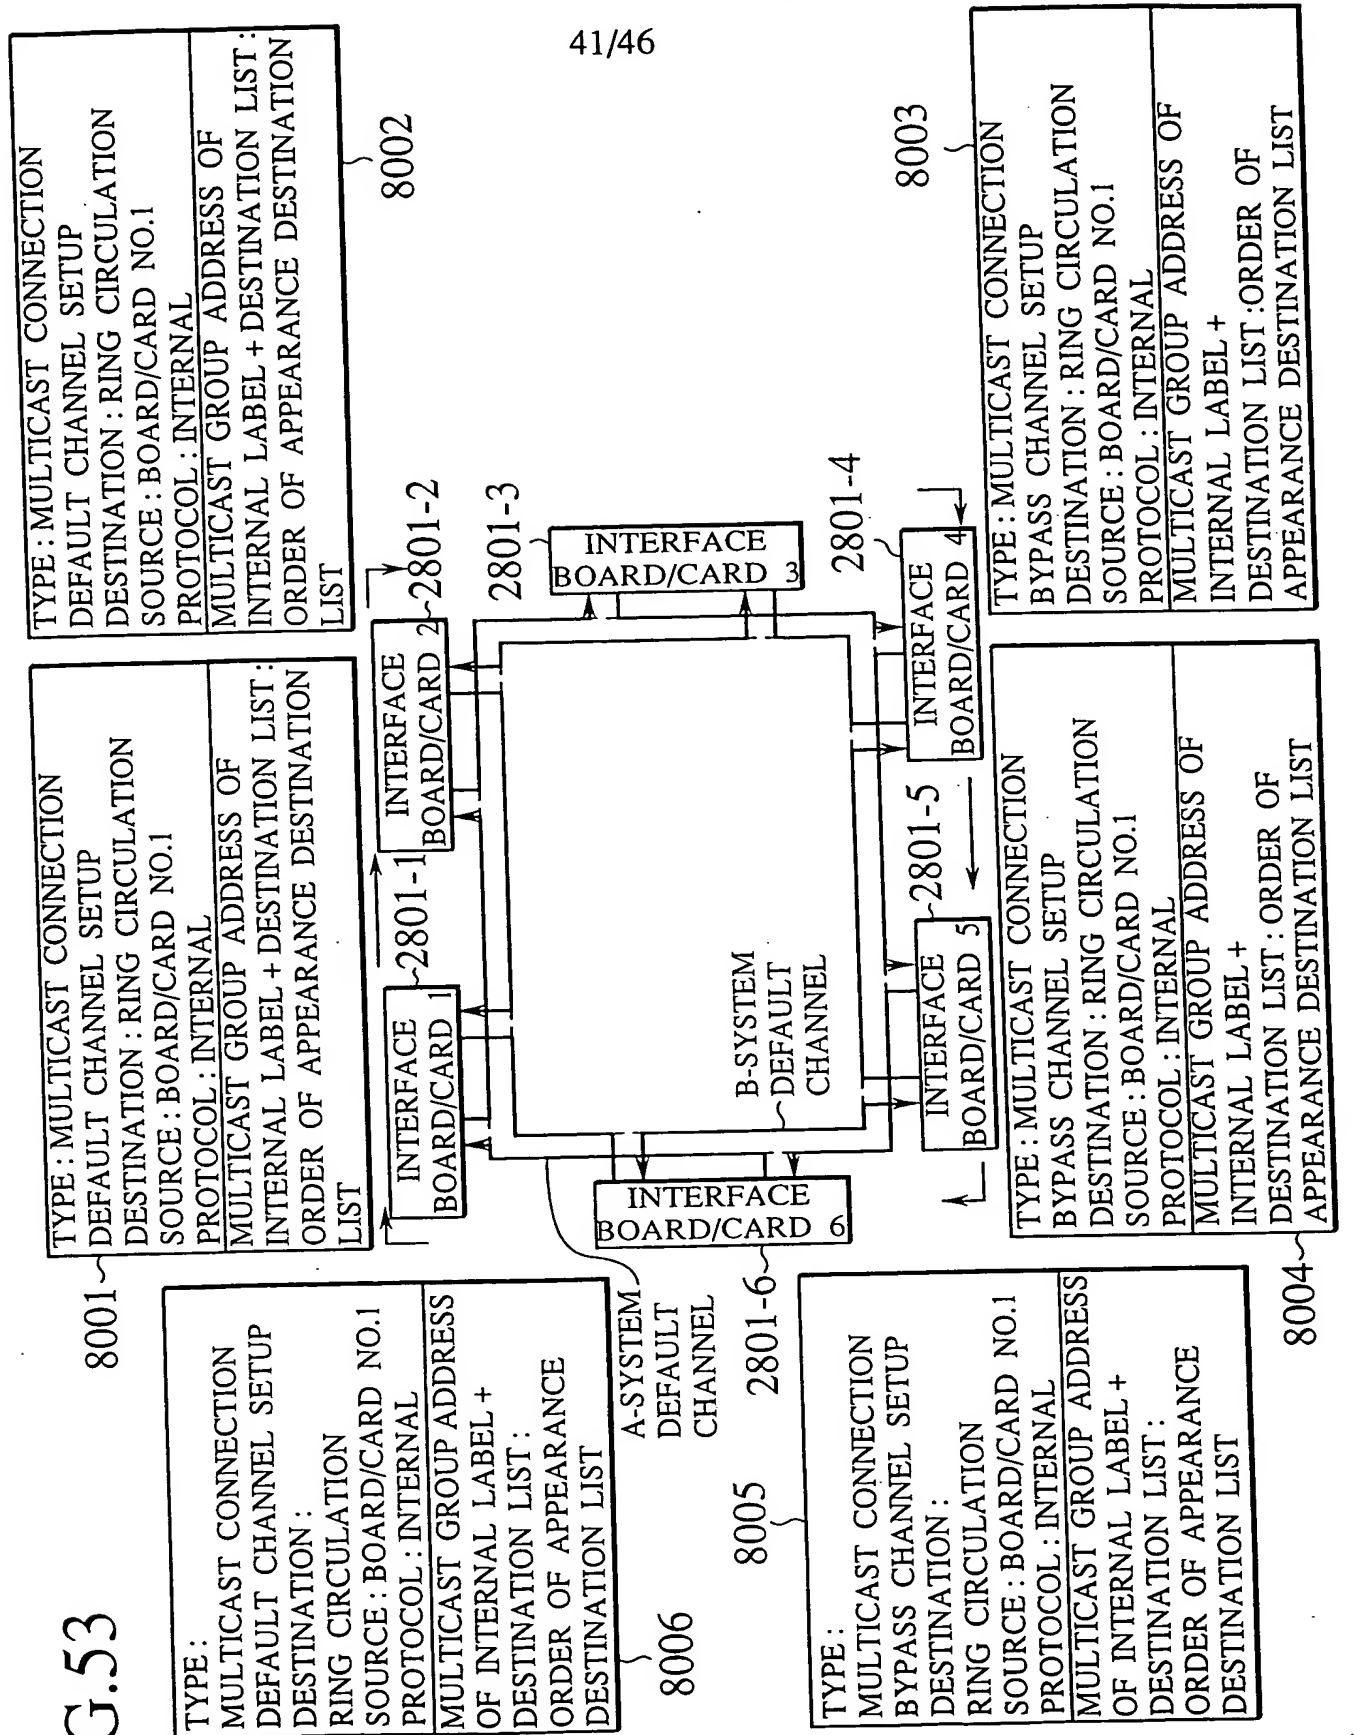 41/46
G.53
TYPE : MULTICAST CONNECTION
DEFAULT CHANNEL SETUP
DESTINATION : RING CIRCULATION
SOURCE : BOARD/CARD NO.1
PROTOCOL : INTERNAL
MULTICAST GROUP ADDRESS OF
INTERNAL LABEL + DESTINATION LIST :
ORDER OF APPEARANCE DESTINATION
LIST
8001
TYPE : MULTICAST CONNECTION
DEFAULT CHANNEL SETUP
DESTINATION : RING CIRCULATION
SOURCE : BOARD/CARD NO.1
PROTOCOL : INTERNAL
MULTICAST GROUP ADDRESS OF
INTERNAL LABEL + DESTINATION LIST :
ORDER OF APPEARANCE DESTINATION
LIST
8002
TYPE :
MULTICAST CONNECTION
DEFAULT CHANNEL SETUP
DESTINATION :
RING CIRCULATION
SOURCE : BOARD/CARD NO.1
PROTOCOL : INTERNAL
MULTICAST GROUP ADDRESS
OF INTERNAL LABEL +
DESTINATION LIST :
ORDER OF APPEARANCE
DESTINATION LIST
8006
INTERFACE
BOARD/CARD 1
2801-1
INTERFACE
BOARD/CARD 2
2801-2
2801-3
INTERFACE
BOARD/CARD 3
A-SYSTEM
DEFAULT
CHANNEL
B-SYSTEM
DEFAULT
CHANNEL
INTERFACE
BOARD/CARD 6
2801-6
2801-5
INTERFACE
BOARD/CARD 5
2801-4
INTERFACE
BOARD/CARD 4
8005
TYPE :
MULTICAST CONNECTION
BYPASS CHANNEL SETUP
DESTINATION :
RING CIRCULATION
SOURCE : BOARD/CARD NO.1
PROTOCOL : INTERNAL
MULTICAST GROUP ADDRESS
OF INTERNAL LABEL +
DESTINATION LIST :
ORDER OF APPEARANCE
DESTINATION LIST
TYPE : MULTICAST CONNECTION
BYPASS CHANNEL SETUP
DESTINATION : RING CIRCULATION
SOURCE : BOARD/CARD NO.1
PROTOCOL : INTERNAL
MULTICAST GROUP ADDRESS OF
INTERNAL LABEL +
DESTINATION LIST : ORDER OF
APPEARANCE DESTINATION LIST
8004
8003
TYPE : MULTICAST CONNECTION
BYPASS CHANNEL SETUP
DESTINATION : RING CIRCULATION
SOURCE : BOARD/CARD NO.1
PROTOCOL : INTERNAL
MULTICAST GROUP ADDRESS OF
INTERNAL LABEL +
DESTINATION LIST :ORDER OF
APPEARANCE DESTINATION LIST